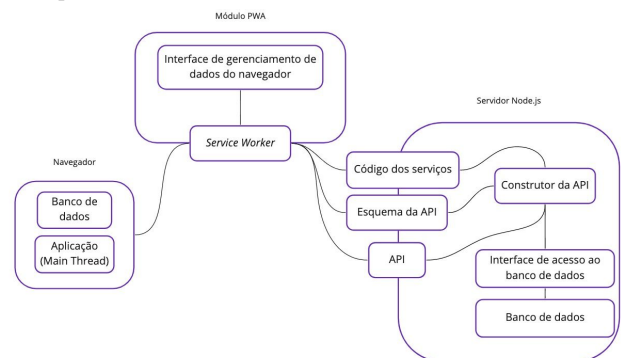 Módulo PWA
Interface de gerenciamento de
dados do navegador
Service Worker
Navegador
Banco de
dados
Aplicação
(Main Thread)
Servidor Node.js
Código dos serviços
Construtor da API
Esquema da API
API
Interface de acesso ao
banco de dados
Banco de dados